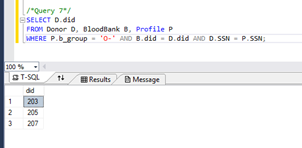 /*Query 7*/
SELECT D.did
FROM Donor D, BloodBank B, Profile P
WHERE P.b_group = 'O-' AND B.did = D.did AND D.SSN = P.SSN;
100 %
T-SQL Results Message
did
1 203
2 205
3 207